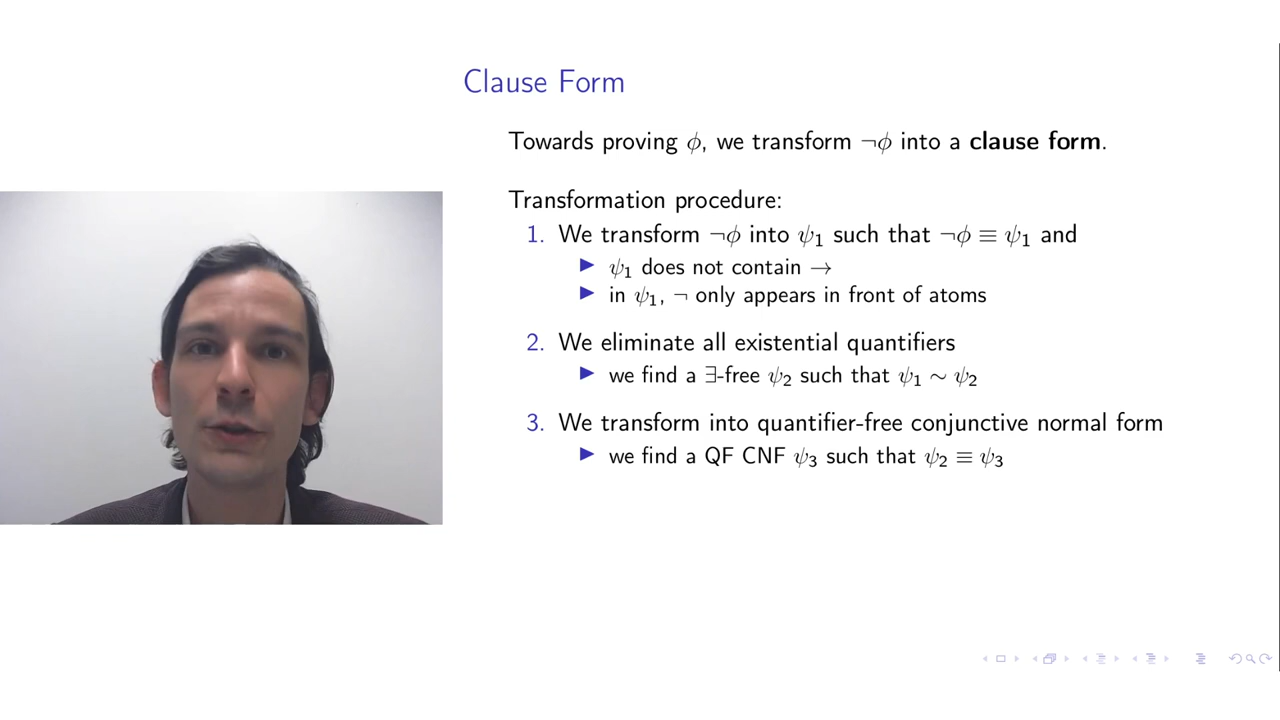 Clause Form
Towards proving ϕ, we transform ¬ϕ into a clause form.
Transformation procedure:
1. We transform ¬ϕ into ψ₁ such that ¬ϕ ≡ ψ₁ and
▶ ψ₁ does not contain →
▶ in ψ₁, ¬ only appears in front of atoms
2. We eliminate all existential quantifiers
▶ we find a ∃-free ψ₂ such that ψ₁ ∼ ψ₂
3. We transform into quantifier-free conjunctive normal form
▶ we find a QF CNF ψ₃ such that ψ₂ ≡ ψ₃